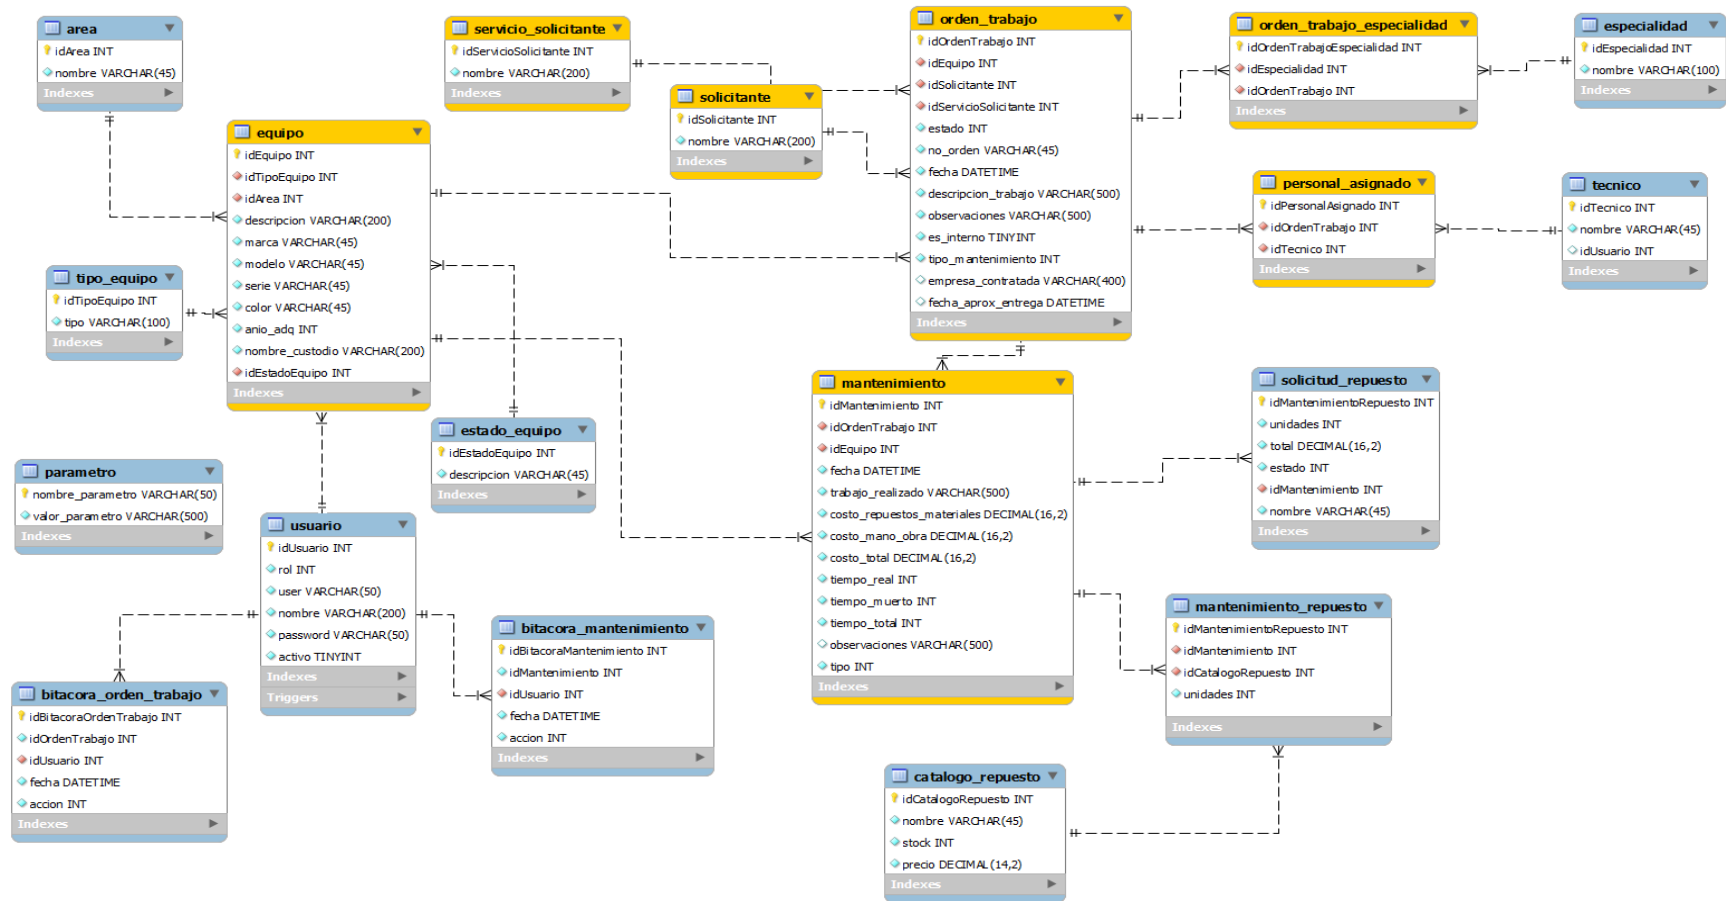 area
idArea INT
nombre VARCHAR(45)
Indexes
servicio_solicitante
idServicioSolicitante INT
nombre VARCHAR(200)
Indexes
solicitante
idSolicitante INT
nombre VARCHAR(200)
Indexes
orden_trabajo
idOrdenTrabajo INT
idEquipo INT
idSolicitante INT
idServicioSolicitante INT
estado INT
no_orden VARCHAR(45)
fecha DATETIME
descripcion_trabajo VARCHAR(500)
observaciones VARCHAR(500)
es_interno TINYINT
tipo_mantenimiento INT
empresa_contratada VARCHAR(400)
fecha_aprox_entrega DATETIME
Indexes
orden_trabajo_especialidad
idOrdenTrabajoEspecialidad INT
idEspecialidad INT
idOrdenTrabajo INT
Indexes
especialidad
idEspecialidad INT
nombre VARCHAR(100)
Indexes
equipo
idEquipo INT
idTipoEquipo INT
idArea INT
descripcion VARCHAR(200)
marca VARCHAR(45)
modelo VARCHAR(45)
serie VARCHAR(45)
color VARCHAR(45)
anio_adq INT
nombre_custodio VARCHAR(200)
idEstadoEquipo INT
Indexes
personal_asignado
idPersonalAsignado INT
idOrdenTrabajo INT
idTecnico INT
Indexes
tecnico
idTecnico INT
nombre VARCHAR(45)
idUsuario INT
Indexes
tipo_equipo
idTipoEquipo INT
tipo VARCHAR(100)
Indexes
estado_equipo
idEstadoEquipo INT
descripcion VARCHAR(45)
Indexes
mantenimiento
idMantenimiento INT
idOrdenTrabajo INT
idEquipo INT
fecha DATETIME
trabajo_realizado VARCHAR(500)
costo_repuestos_materiales DECIMAL(16,2)
costo_mano_obra DECIMAL(16,2)
costo_total DECIMAL(16,2)
tiempo_real INT
tiempo_muerto INT
tiempo_total INT
observaciones VARCHAR(500)
tipo INT
Indexes
solicitud_repuesto
idMantenimientoRepuesto INT
unidades INT
total DECIMAL(16,2)
estado INT
idMantenimiento INT
nombre VARCHAR(45)
Indexes
parametro
nombre_parametro VARCHAR(50)
valor_parametro VARCHAR(500)
Indexes
usuario
idUsuario INT
rol INT
user VARCHAR(50)
nombre VARCHAR(200)
password VARCHAR(50)
activo TINYINT
Indexes
Triggers
bitacora_mantenimiento
idBitacoraMantenimiento INT
idMantenimiento INT
idUsuario INT
fecha DATETIME
accion INT
Indexes
mantenimiento_repuesto
idMantenimientoRepuesto INT
idMantenimiento INT
idCatalogoRepuesto INT
unidades INT
Indexes
bitacora_orden_trabajo
idBitacoraOrdenTrabajo INT
idOrdenTrabajo INT
idUsuario INT
fecha DATETIME
accion INT
Indexes
catalogo_repuesto
idCatalogoRepuesto INT
nombre VARCHAR(45)
stock INT
precio DECIMAL(14,2)
Indexes